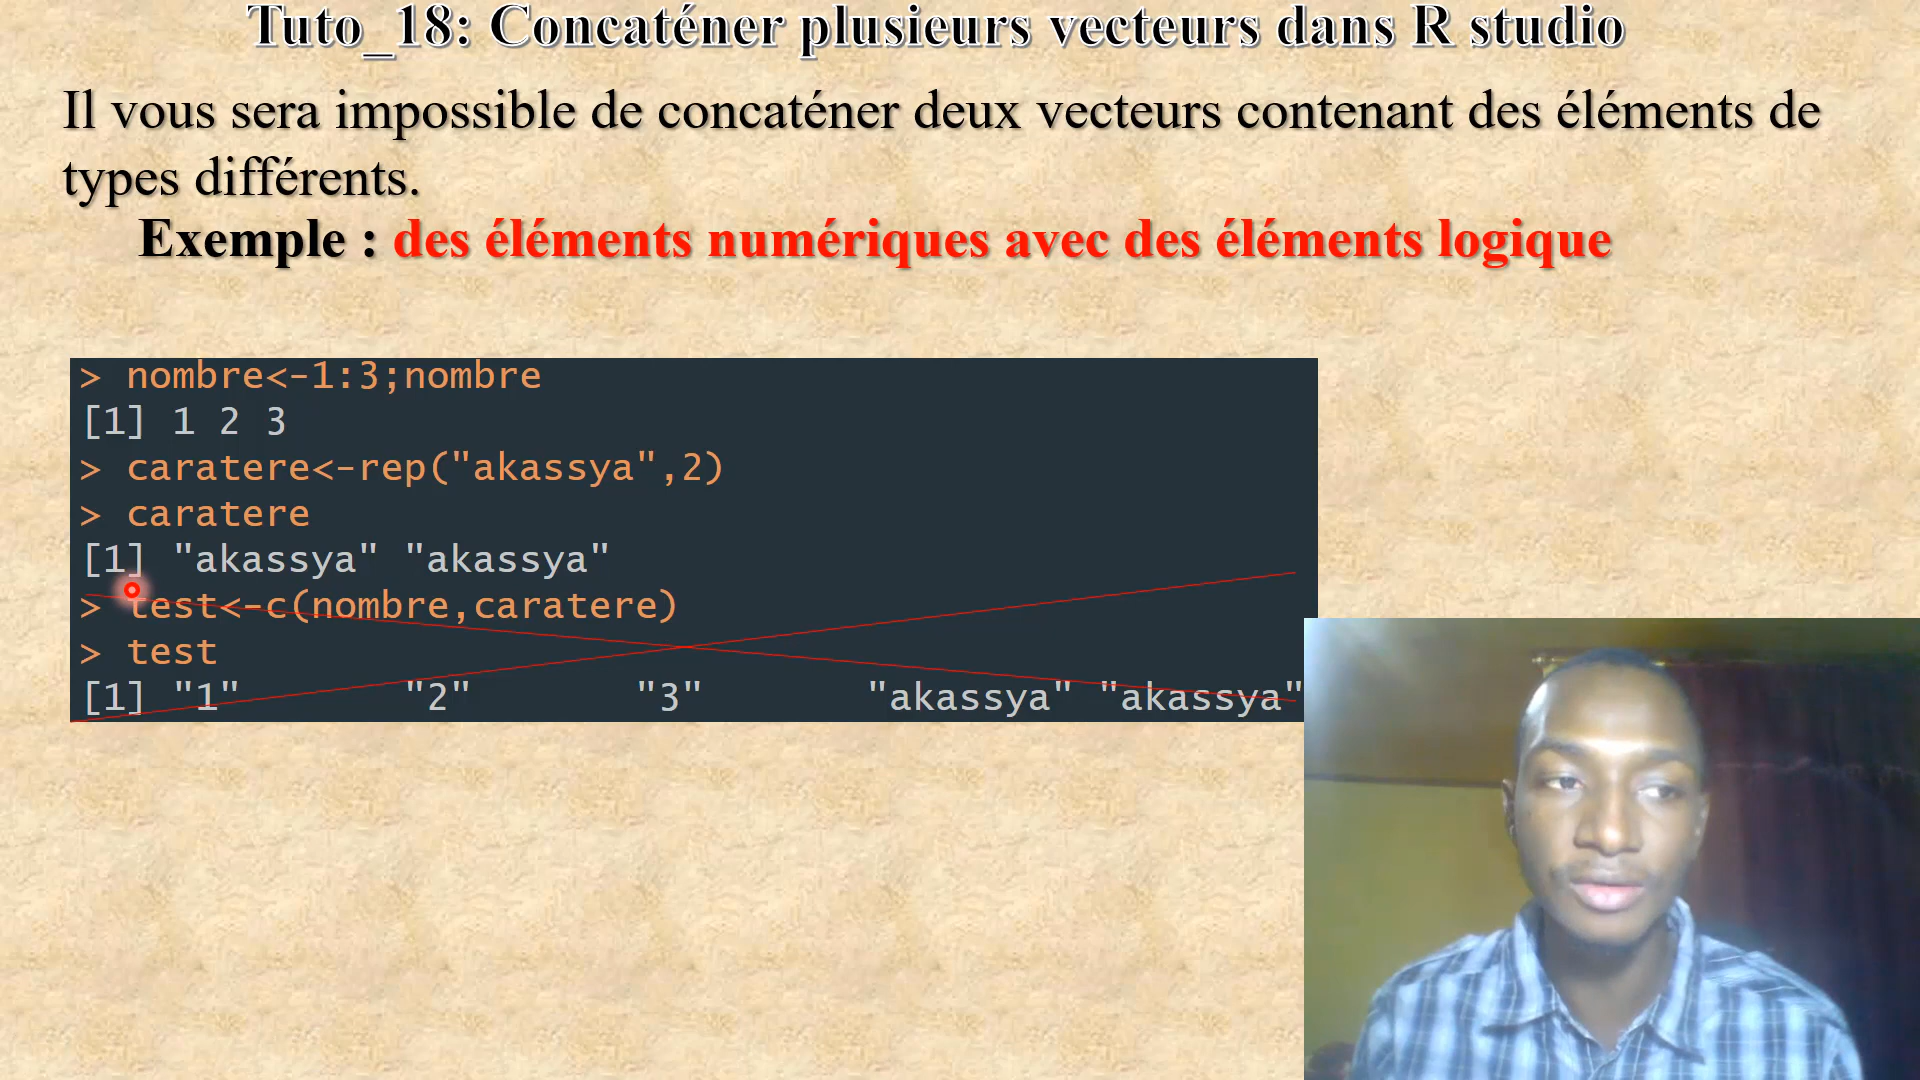 Tuto_18: Concaténer plusieurs vecteurs dans R studio
Il vous sera impossible de concaténer deux vecteurs contenant des éléments de
types différents.
Exemple : des éléments numériques avec des éléments logique
> nombre<-1:3;nombre
[1] 1 2 3
> caratere<-rep("akassya",2)
> caratere
[1] "akassya" "akassya"
> test<-c(nombre,caratere)
> test
[1] "1" "2" "3" "akassya" "akassya"